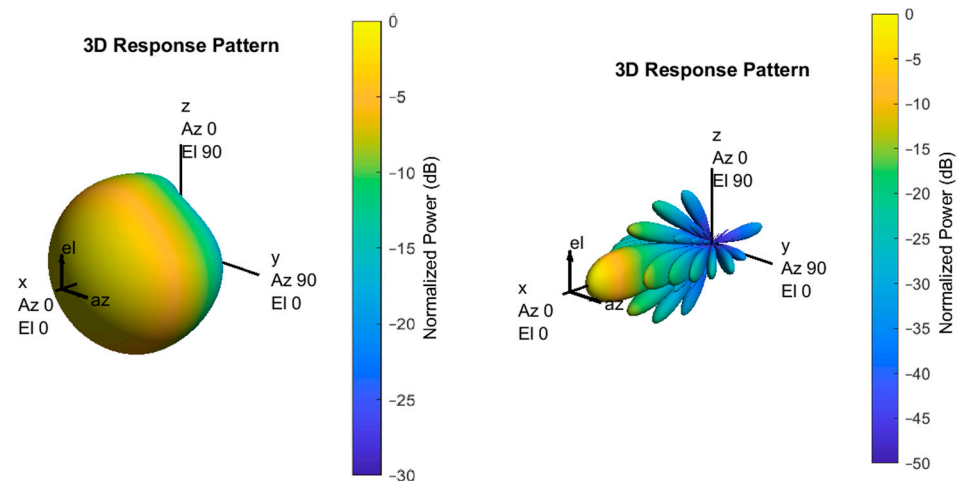 3D Response Pattern
z
Az 0
El 90
el
x
Az 0
El 0
az
y
Az 90
El 0
0
−5
−10
−15
−20
−25
−30
Normalized Power (dB)
3D Response Pattern
z
Az 0
El 90
el
x
Az 0
El 0
az
y
Az 90
El 0
0
−5
−10
−15
−20
−25
−30
−35
−40
−45
−50
Normalized Power (dB)